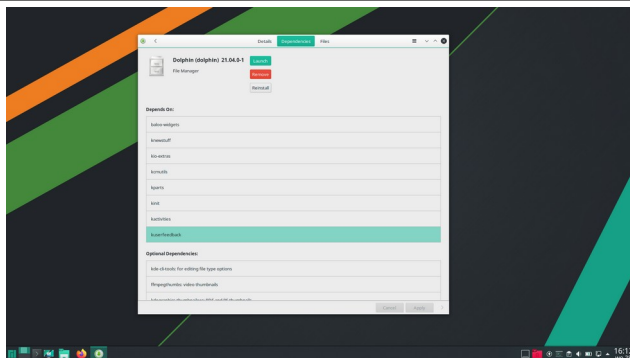 Details Dependencies Files
Dolphin (dolphin) 21.04.0-1
Launch
File Manager
Remove
Reinstall
Depends On:
baloo-widgets
knewstuff
kio-extras
kcmutils
kparts
kinit
kactivities
kuserfeedback
Optional Dependencies:
kde-cli-tools: for editing file type options
ffmpegthumbs: video thumbnails
Cancel Apply